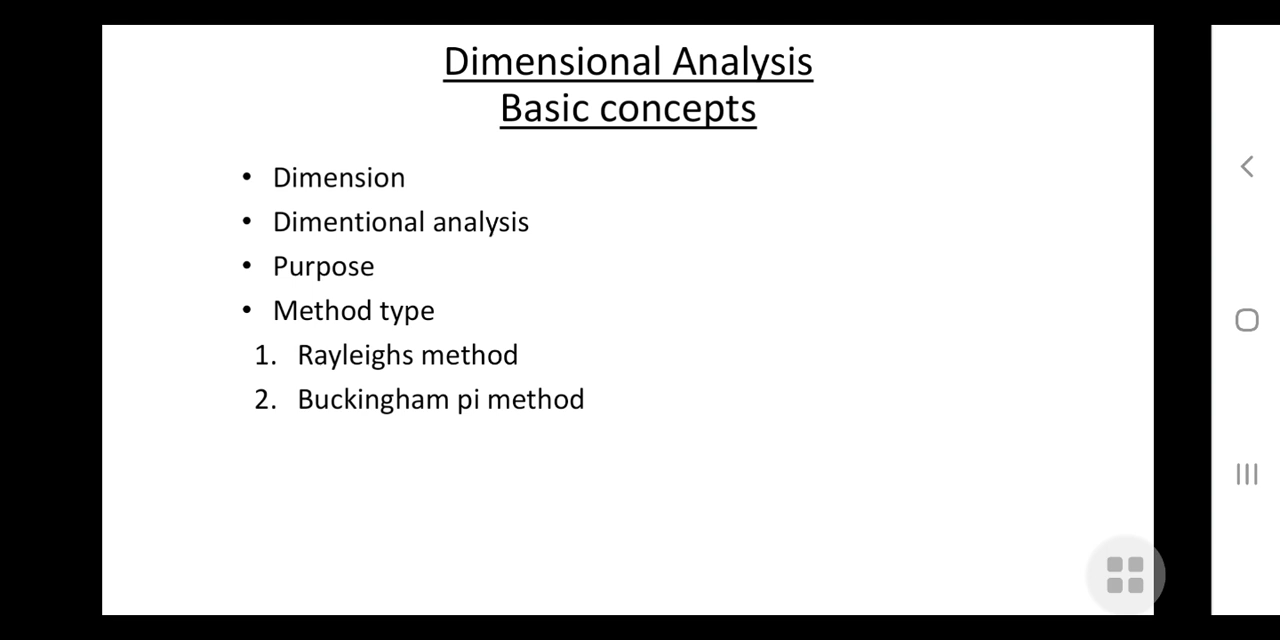 Dimensional Analysis
Basic concepts
• Dimension
• Dimentional analysis
• Purpose
• Method type
1. Rayleighs method
2. Buckingham pi method